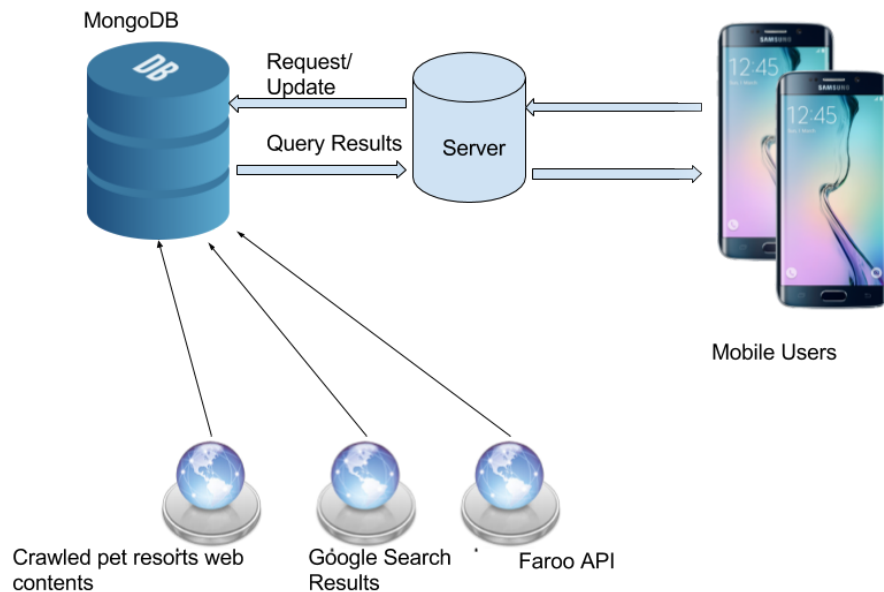 MongoDB
DB
Request/
Update
Query Results
Server
SAMSUNG
12:45
SAMSUNG
12:45
Mobile Users
Crawled pet resorts web
contents
Google Search
Results
Faroo API